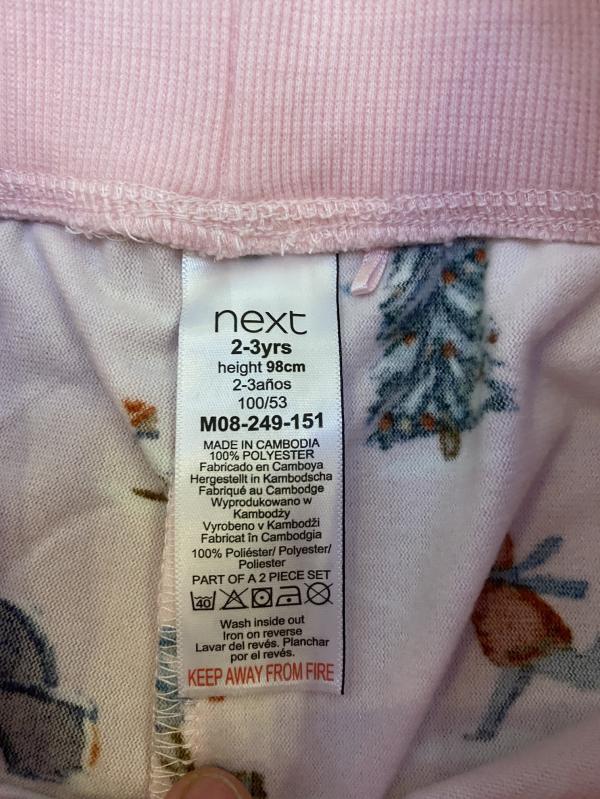 next
2-3yrs
height 98cm
2-3años
100/53
M08-249-151
MADE IN CAMBODIA
100% POLYESTER
Fabricado en Camboya
Hergestellt in Kambodscha
Fabriqué au Cambodge
Wyprodukowano w
Kambodży
Vyrobeno v Kambodži
Fabricat în Cambodgia
100% Poliéster/ Polyester/
Poliester
PART OF A 2 PIECE SET
40
Wash inside out
Iron on reverse
Lavar del revés. Planchar
por el revés.
KEEP AWAY FROM FIRE